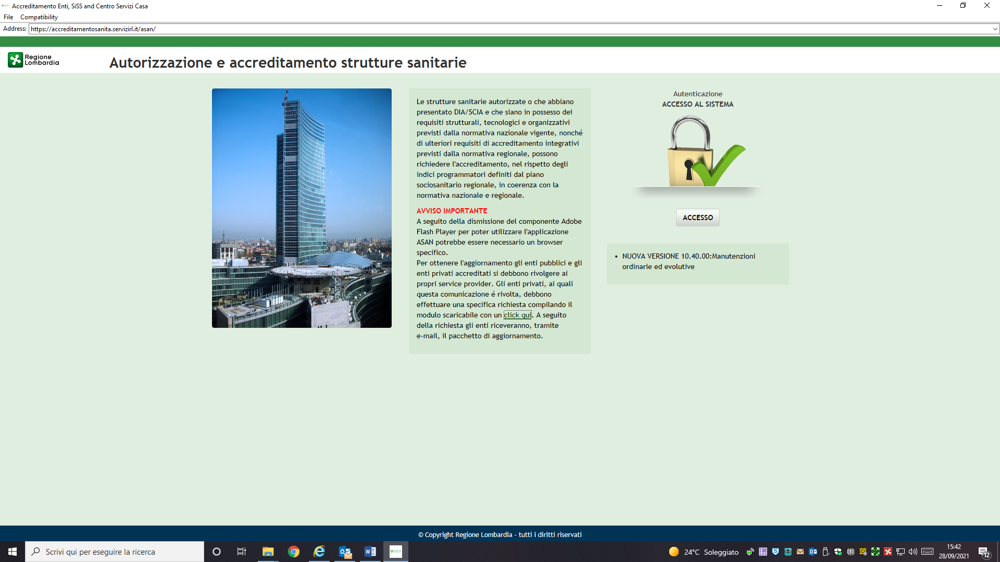 Accreditamento Enti, SiSS and Centro Servizi Casa
File Compatibility
Address: https://accreditamentosanita.servizirl.it/asan/
Regione
Lombardia
Autorizzazione e accreditamento strutture sanitarie
Le strutture sanitarie autorizzate o che abbiano
presentato DIA/SCIA e che siano in possesso dei
requisiti strutturali, tecnologici e organizzativi
previsti dalla normativa nazionale vigente, nonché
di ulteriori requisiti di accreditamento integrativi
previsti dalla normativa regionale, possono
richiedere l'accreditamento, nel rispetto degli
indici programmatori definiti dal piano
sociosanitario regionale, in coerenza con la
normativa nazionale e regionale.
AVVISO IMPORTANTE
A seguito della dismissione del componente Adobe
Flash Player per poter utilizzare l'applicazione
ASAN potrebbe essere necessario un browser
specifico.
Per ottenere l'aggiornamento gli enti pubblici e gli
enti privati accreditati si debbono rivolgere ai
propri service provider. Gli enti privati, ai quali
questa comunicazione é rivolta, debbono
effettuare una specifica richiesta compilando il
modulo scaricabile con un click qui. A seguito
della richiesta gli enti riceveranno, tramite
e-mail, il pacchetto di aggiornamento.
Autenticazione
ACCESSO AL SISTEMA
ACCESSO
• NUOVA VERSIONE 10.40.00:Manutenzioni
ordinarie ed evolutive
© Copyright Regione Lombardia - tutti i diritti riservati
Scrivi qui per eseguire la ricerca
24°C Soleggiato
15:42
28/09/2021
12